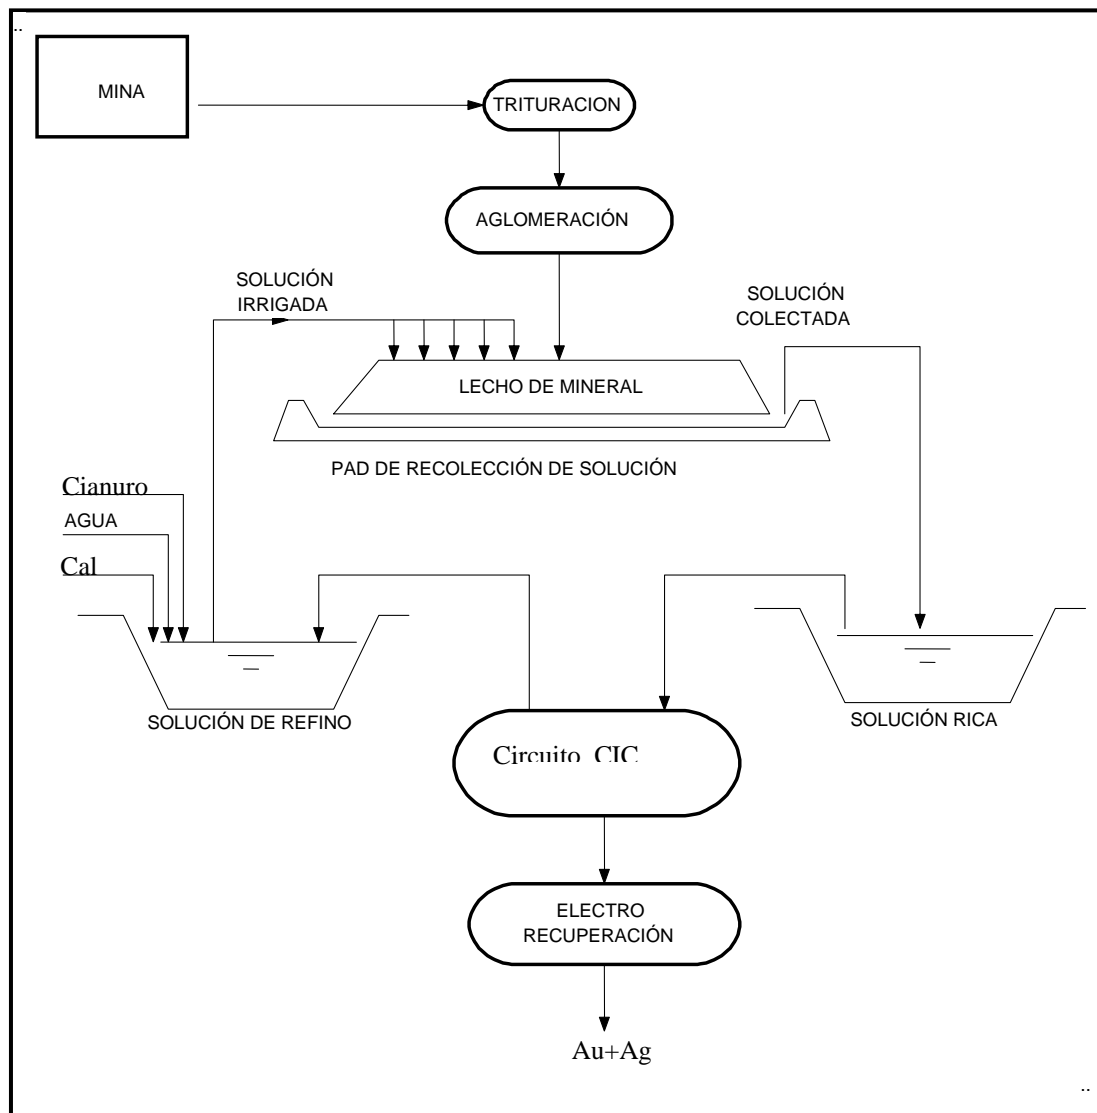 ..
MINA
TRITURACION
AGLOMERACIÓN
SOLUCIÓN
IRRIGADA
SOLUCIÓN
COLECTADA
LECHO DE MINERAL
PAD DE RECOLECCIÓN DE SOLUCIÓN
Cianuro
AGUA
Cal
SOLUCIÓN DE REFINO
SOLUCIÓN RICA
Circuito CIC
ELECTRO
RECUPERACIÓN
Au+Ag
..